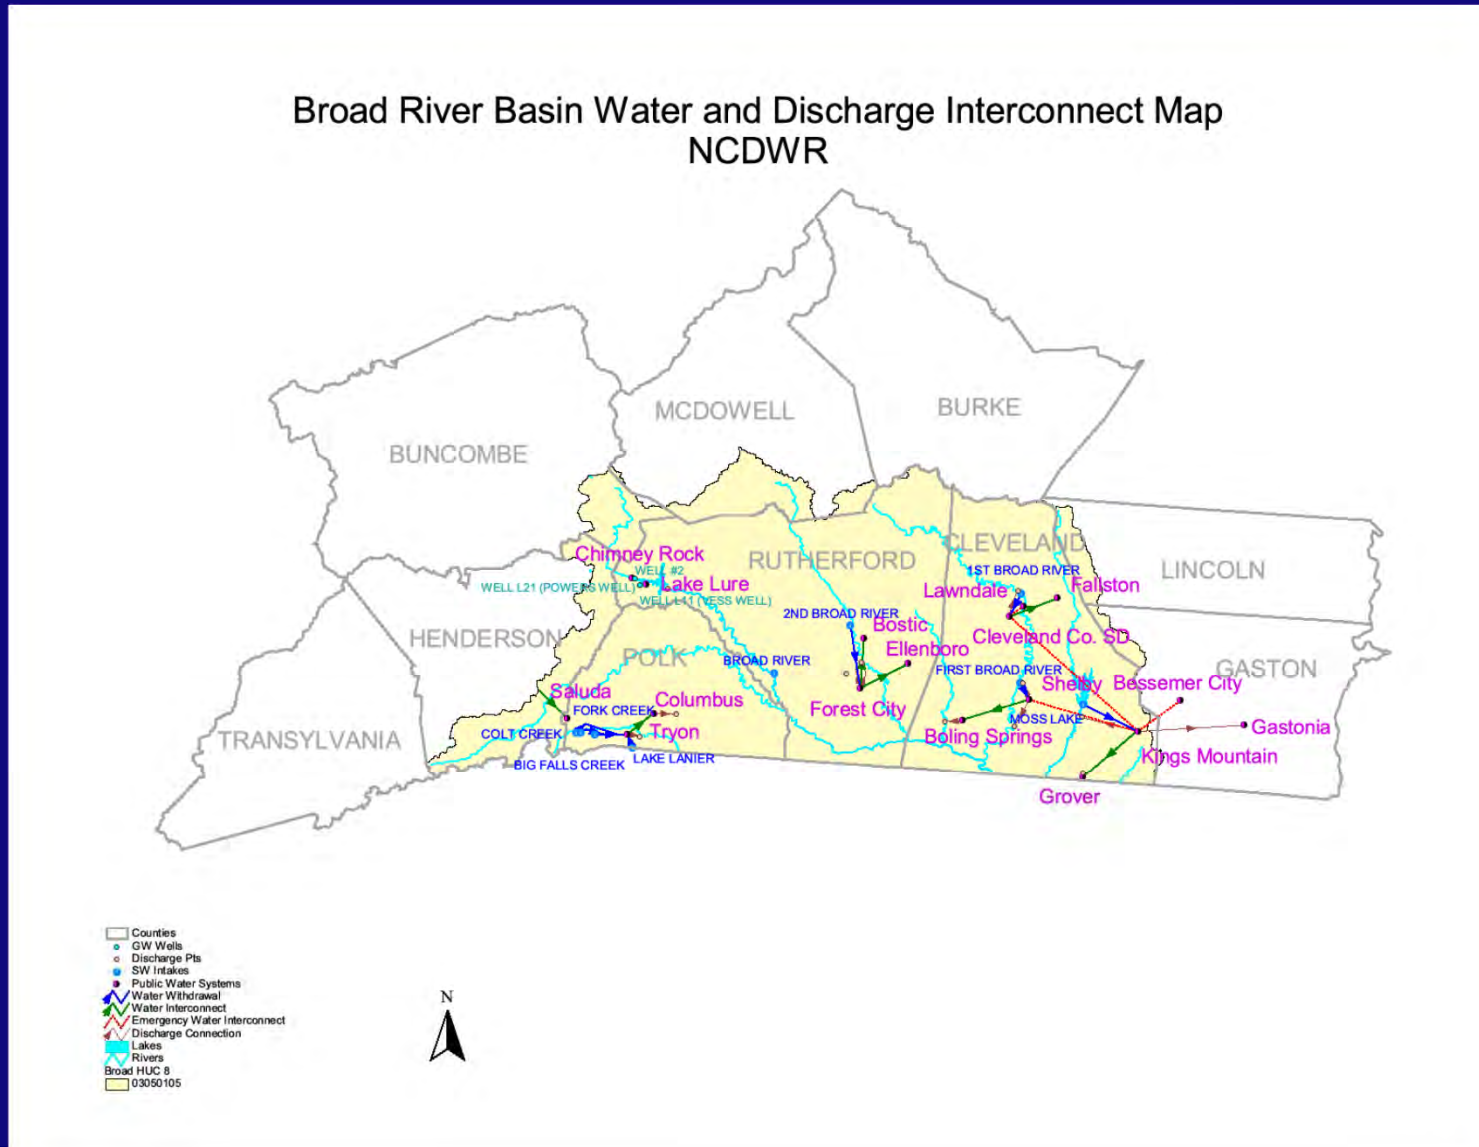 Broad River Basin Water and Discharge Interconnect Map
NCDWR
MCDOWELL
BURKE
BUNCOMBE
CLEVELAND
Chimney Rock
RUTHERFORD
WELL #2
1ST BROAD RIVER
LINCOLN
WELL L21 (POWERS WELL)
Lake Lure
Lawndale
Fallston
WELL L11 (YESS WELL)
2ND BROAD RIVER
Bostic
HENDERSON
Cleveland Co. SD
Ellenboro
POLK
BROAD RIVER
FIRST BROAD RIVER
GASTON
Saluda
Shelby
Bessemer City
Columbus
FORK CREEK
Forest City
MOSS LAKE
Gastonia
COLT CREEK
Tryon
Boling Springs
TRANSYLVANIA
Kings Mountain
LAKE LANIER
BIG FALLS CREEK
Grover
Counties
GW Wells
Discharge Pts
SW Intakes
Public Water Systems
Water Withdrawal
Water Interconnect
Emergency Water Interconnect
Discharge Connection
Lakes
Rivers
Broad HUC 8
03050105
N